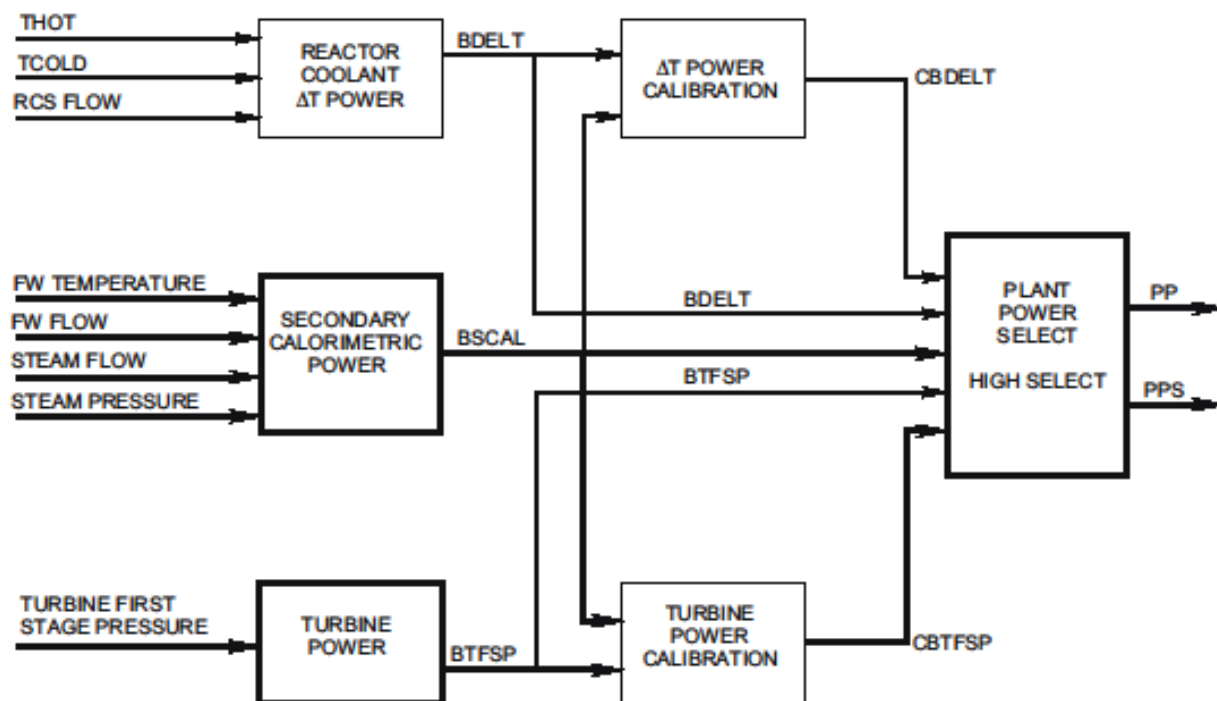 THOT
TCOLD
RCS FLOW
REACTOR
COOLANT
ΔT POWER
BDELT
ΔT POWER
CALIBRATION
CBDELT
FW TEMPERATURE
FW FLOW
STEAM FLOW
STEAM PRESSURE
SECONDARY
CALORIMETRIC
POWER
BSCAL
BDELT
BTFSP
PLANT
POWER
SELECT
HIGH SELECT
PP
PPS
TURBINE FIRST
STAGE PRESSURE
TURBINE
POWER
BTFSP
TURBINE
POWER
CALIBRATION
CBTFSP